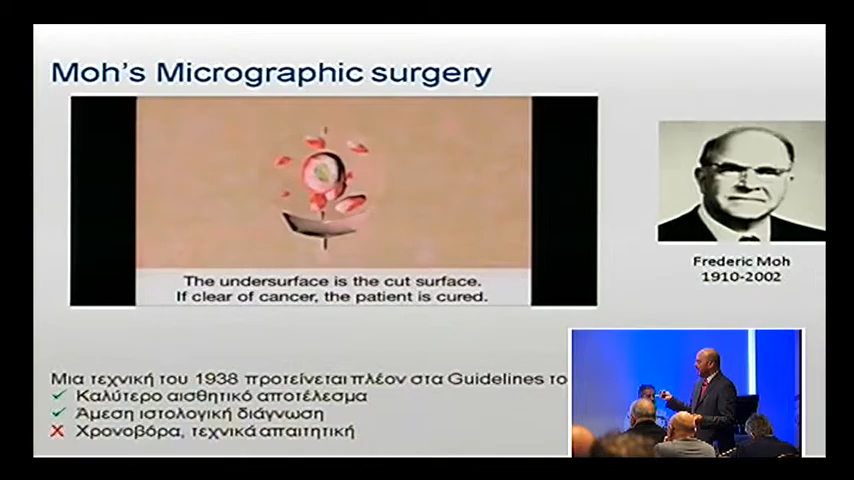 Moh's Micrographic surgery
The undersurface is the cut surface.
If clear of cancer, the patient is cured.
Frederic Moh
1910-2002
Μια τεχνική του 1938 προτείνεται πλέον στα Guidelines το
Καλύτερο αισθητικό αποτέλεσμα
Άμεση ιστολογική διάγνωση
Χρονοβόρα, τεχνικά απαιτητική